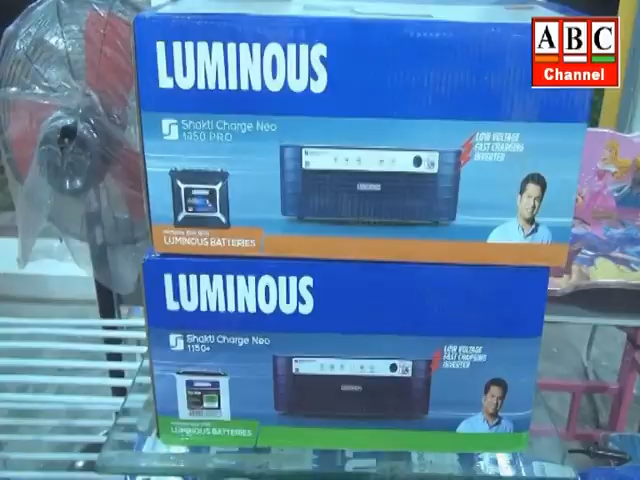 ABC
Channel
LUMINOUS
Shakti Charge Neo
1450 PRO
LOW VOLTAGE
FAST CHARGING
INVERTER
LUMINOUS
LUMINOUS BATTERIES
LUMINOUS
Shakti Charge Neo
1150+
LOW VOLTAGE
FAST CHARGING
INVERTER
LUMINOUS BATTERIES